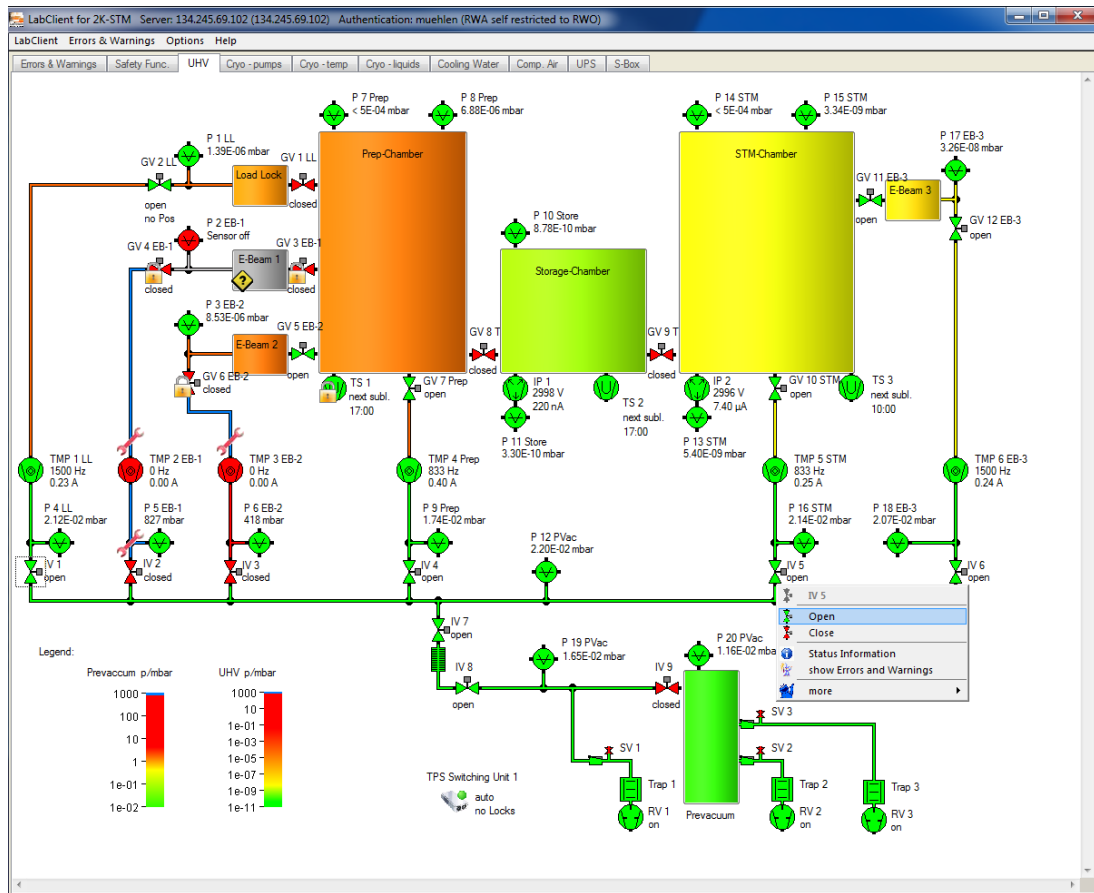 LabClient for 2K-STM   Server: 134.245.69.102 (134.245.69.102)   Authentication: muehlen (RWA self restricted to RWO)
LabClient   Errors & Warnings   Options   Help
Errors & Warnings   Safety Func.   UHV   Cryo - pumps   Cryo - temp   Cryo - liquids   Cooling Water   Comp. Air   UPS   S-Box
P 7 Prep
< 5E-04 mbar
P 8 Prep
6.88E-06 mbar
P 14 STM
< 5E-04 mbar
P 15 STM
3.34E-09 mbar
P 1 LL
1.39E-06 mbar
GV 2 LL
open
no Pos
Load Lock
GV 1 LL
closed
Prep-Chamber
STM-Chamber
P 17 EB-3
3.26E-08 mbar
GV 11 EB-3
open
E-Beam 3
GV 12 EB-3
open
P 2 EB-1
Sensor off
GV 4 EB-1
closed
E-Beam 1
?
GV 3 EB-1
closed
P 10 Store
8.78E-10 mbar
Storage-Chamber
P 3 EB-2
8.53E-06 mbar
GV 5 EB-2
open
E-Beam 2
GV 6 EB-2
closed
GV 8 T
closed
GV 9 T
closed
TS 1
next subl.
17:00
GV 7 Prep
open
IP 1
2998 V
220 nA
TS 2
next subl.
17:00
IP 2
2996 V
7.40 µA
GV 10 STM
open
TS 3
next subl.
10:00
P 11 Store
3.30E-10 mbar
P 13 STM
5.40E-09 mbar
TMP 1 LL
1500 Hz
0.23 A
TMP 2 EB-1
0 Hz
0.00 A
TMP 3 EB-2
0 Hz
0.00 A
TMP 4 Prep
833 Hz
0.40 A
TMP 5 STM
833 Hz
0.25 A
TMP 6 EB-3
1500 Hz
0.24 A
P 4 LL
2.12E-02 mbar
P 5 EB-1
827 mbar
P 6 EB-2
418 mbar
P 9 Prep
1.74E-02 mbar
P 12 PVac
2.20E-02 mbar
P 16 STM
2.14E-02 mbar
P 18 EB-3
2.07E-02 mbar
IV 1
open
IV 2
closed
IV 3
closed
IV 4
open
IV 5
open
IV 6
open
IV 5
Open
Close
Status Information
show Errors and Warnings
more
IV 7
open
IV 8
open
P 19 PVac
1.65E-02 mbar
IV 9
closed
P 20 PVac
1.16E-02 mba
Legend:
Prevaccum p/mbar
1000
100
10
1
1e-01
1e-02
UHV p/mbar
1000
10
1e-01
1e-03
1e-05
1e-07
1e-09
1e-11
TPS Switching Unit 1
auto
no Locks
SV 1
SV 2
SV 3
Trap 1
Trap 2
Trap 3
RV 1
on
Prevacuum
RV 2
on
RV 3
on